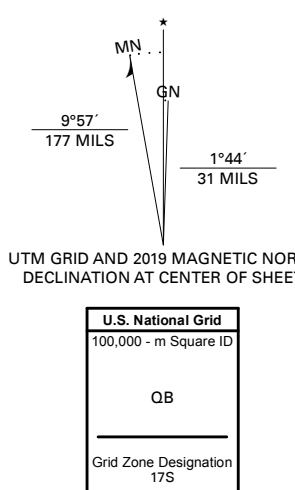 ★
MN
GN
9°57´
177 MILS
1°44´
31 MILS
UTM GRID AND 2019 MAGNETIC NOR
DECLINATION AT CENTER OF SHEE
U.S. National Grid
100,000 - m Square ID
QB
Grid Zone Designation
17S